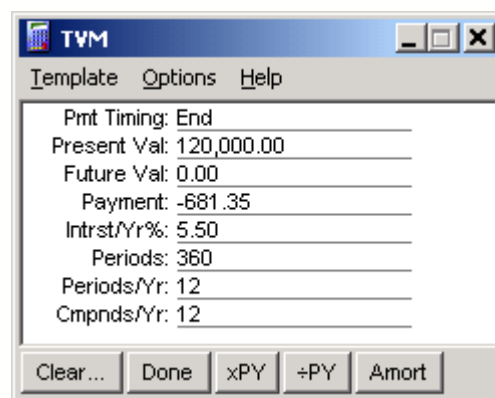 TVM
Template Options Help
Pmt Timing: End
Present Val: 120,000.00
Future Val: 0.00
Payment: -681.35
Intrst/Yr%: 5.50
Periods: 360
Periods/Yr: 12
Cmpnds/Yr: 12
Clear... Done xPY ÷PY Amort